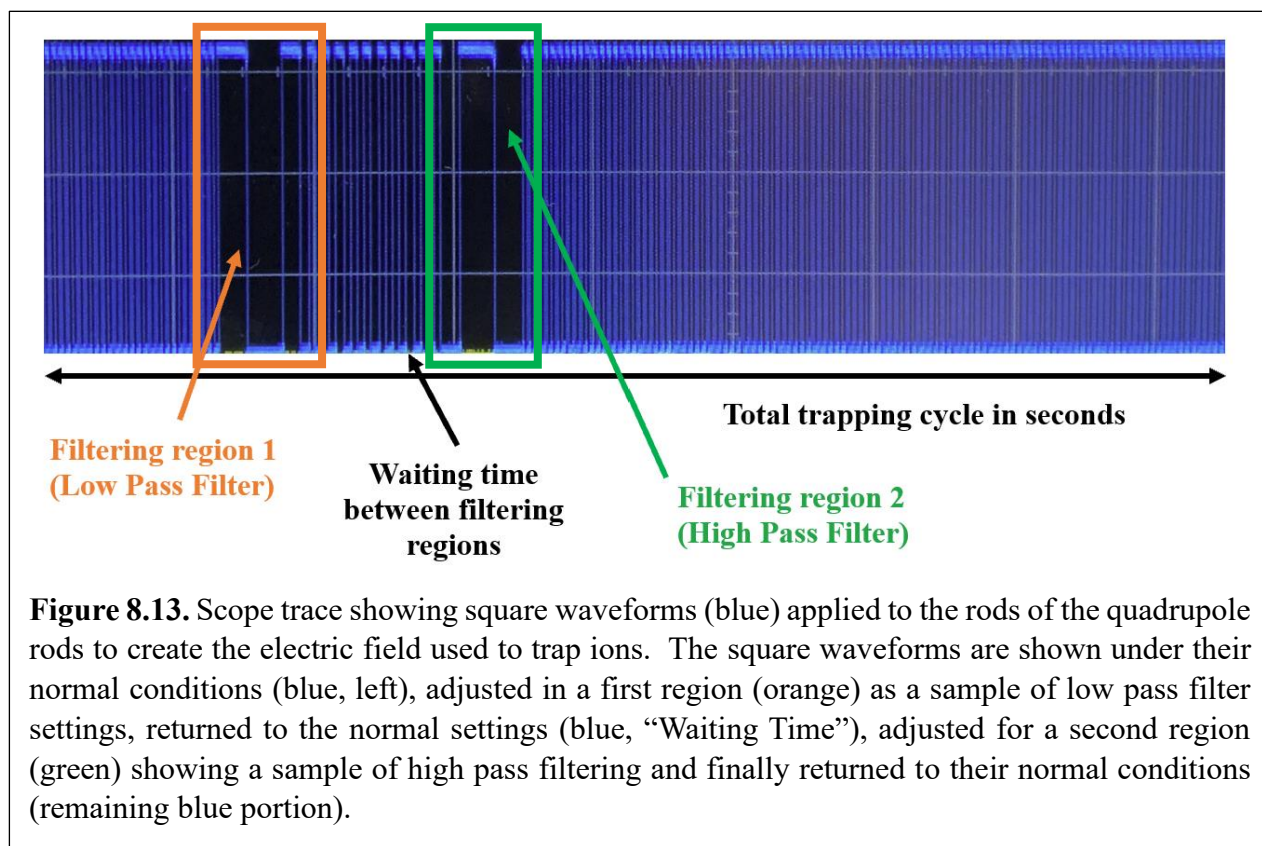 Total trapping cycle in seconds
Filtering region 1
(Low Pass Filter)
Waiting time
between filtering
regions
Filtering region 2
(High Pass Filter)
Figure 8.13. Scope trace showing square waveforms (blue) applied to the rods of the quadrupole
rods to create the electric field used to trap ions. The square waveforms are shown under their
normal conditions (blue, left), adjusted in a first region (orange) as a sample of low pass filter
settings, returned to the normal settings (blue, “Waiting Time”), adjusted for a second region
(green) showing a sample of high pass filtering and finally returned to their normal conditions
(remaining blue portion).